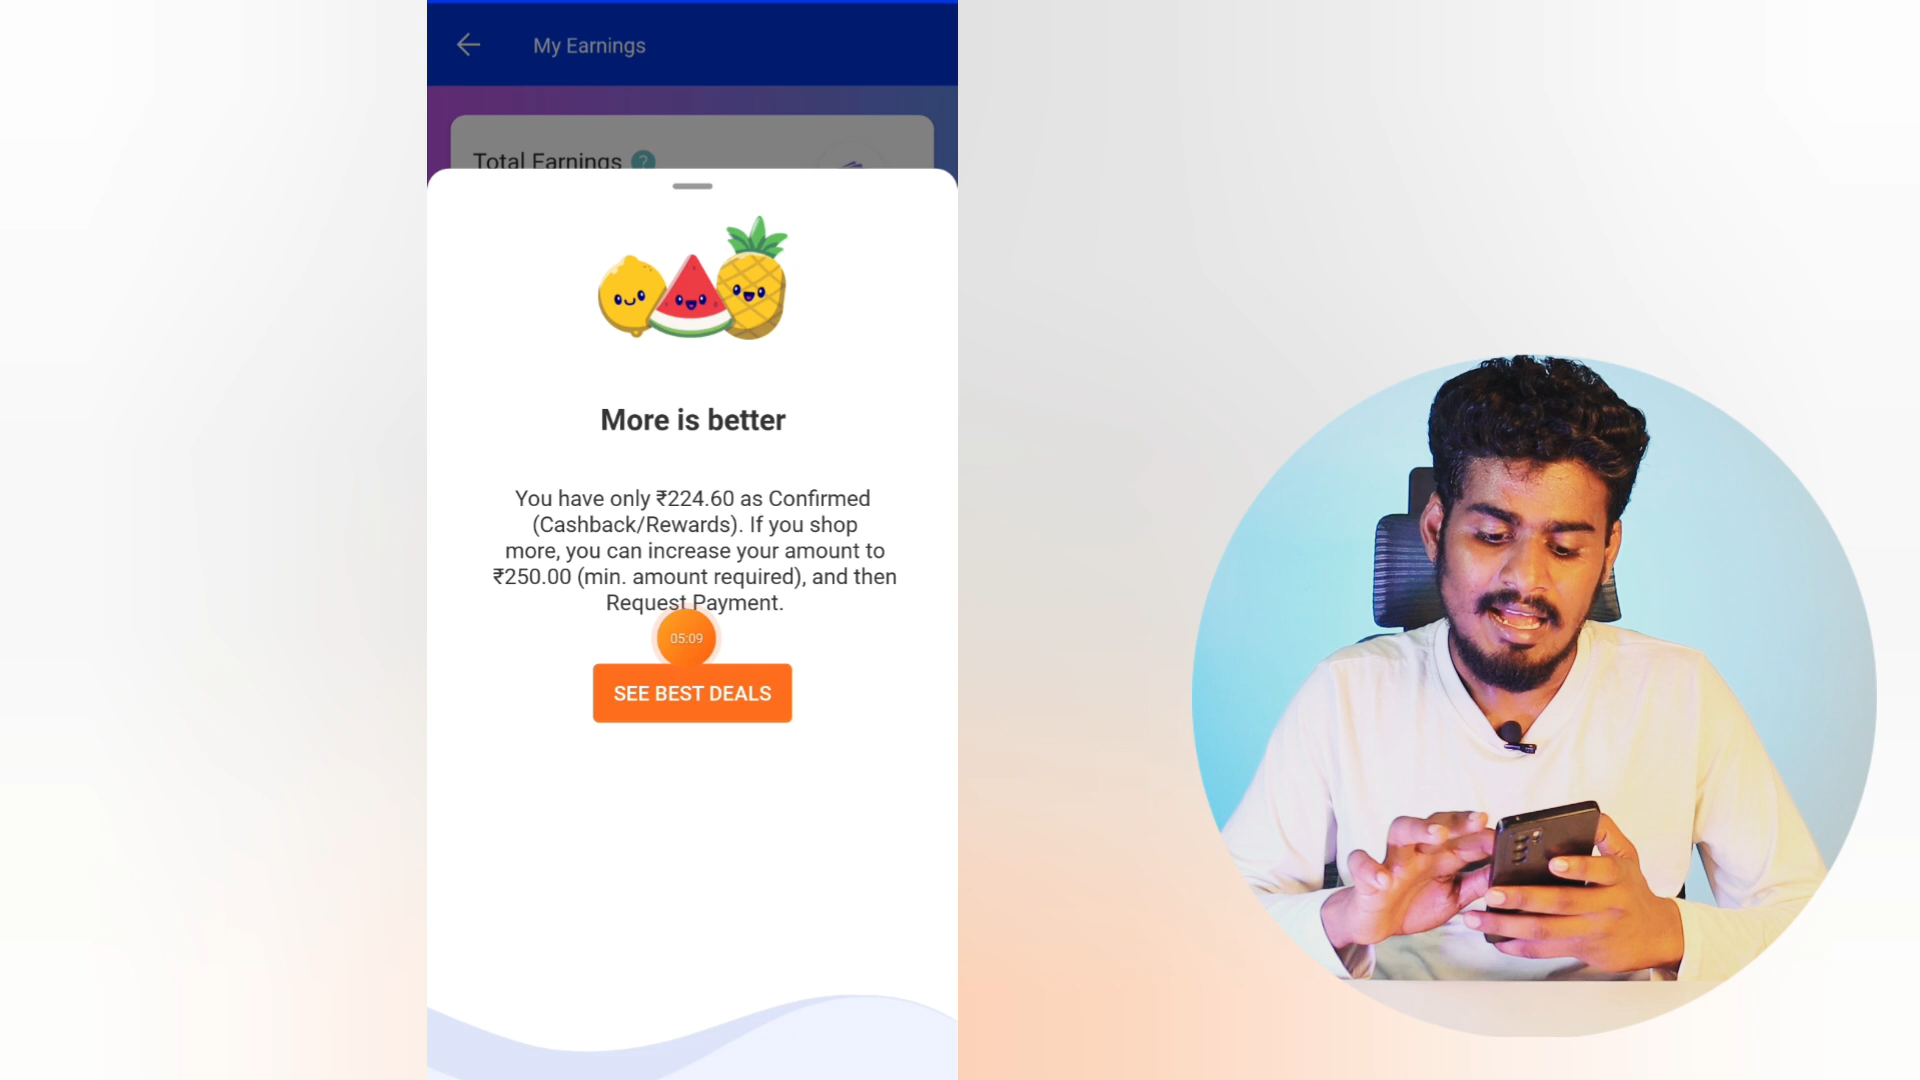 My Earnings
Total Earnings ?
More is better
You have only ₹224.60 as Confirmed
(Cashback/Rewards). If you shop
more, you can increase your amount to
₹250.00 (min. amount required), and then
Request Payment.
05:09
SEE BEST DEALS